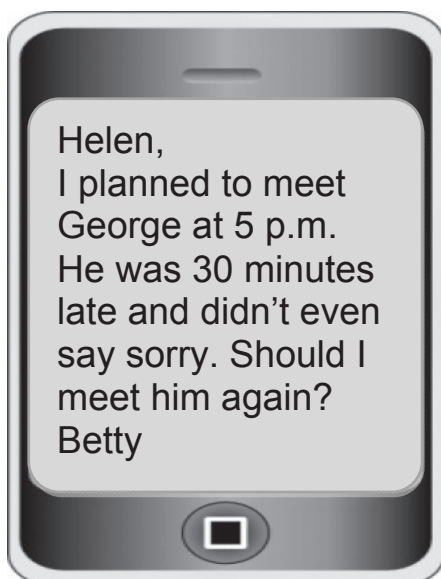 Helen,
I planned to meet
George at 5 p.m.
He was 30 minutes
late and didn’t even
say sorry. Should I
meet him again?
Betty